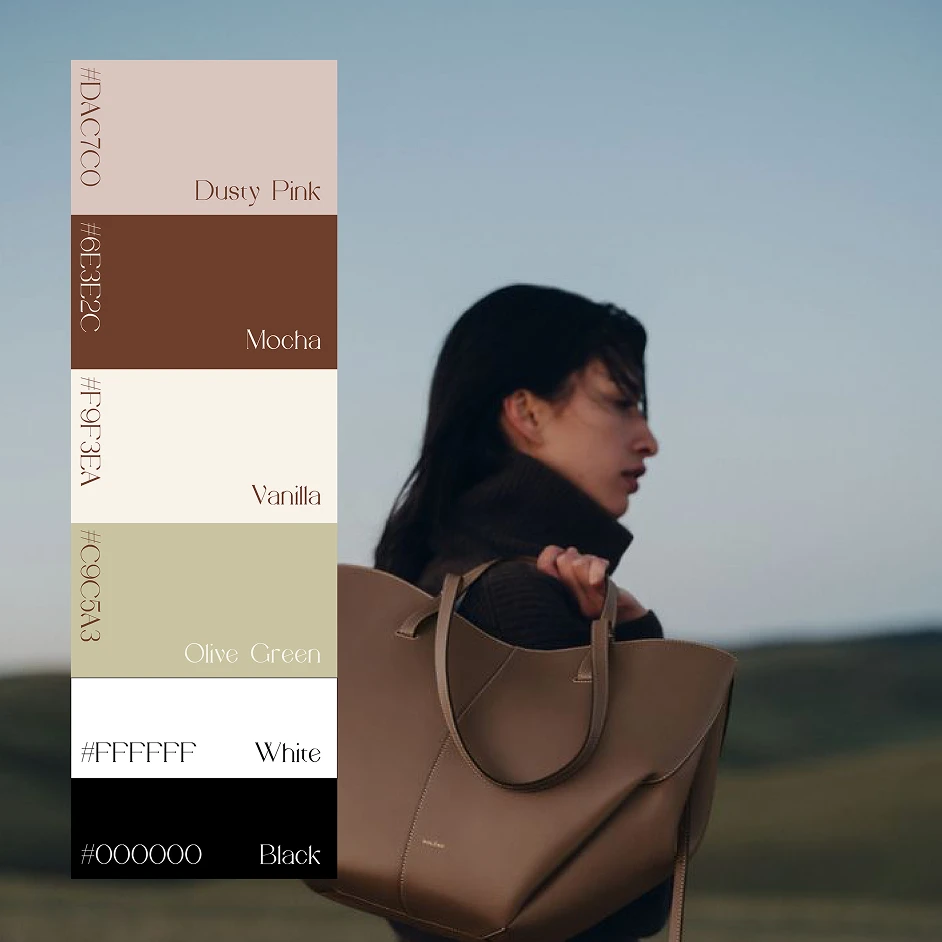 #DAC7C0
Dusty Pink
#6E3E2C
Mocha
#F9F3EA
Vanilla
#C9C5A3
Olive Green
#FFFFFF White
#000000 Black